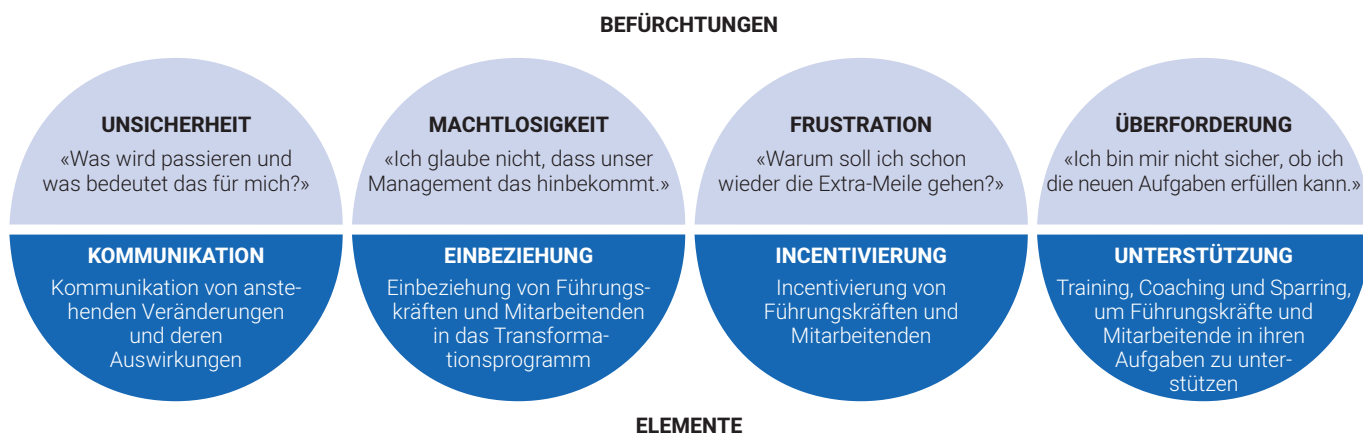 BEFÜRCHTUNGEN
UNSICHERHEIT
«Was wird passieren und
was bedeutet das für mich?»
MACHTLOSIGKEIT
«Ich glaube nicht, dass unser
Management das hinbekommt.»
FRUSTRATION
«Warum soll ich schon
wieder die Extra-Meile gehen?»
ÜBERFORDERUNG
«Ich bin mir nicht sicher, ob ich
die neuen Aufgaben erfüllen kann.»
KOMMUNIKATION
Kommunikation von anste-
henden Veränderungen
und deren
Auswirkungen
EINBEZIEHUNG
Einbeziehung von Führungs-
kräften und Mitarbeitenden
in das Transforma-
tionsprogramm
INCENTIVIERUNG
Incentivierung von
Führungskräften und
Mitarbeitenden
UNTERSTÜTZUNG
Training, Coaching und Sparring,
um Führungskräfte und
Mitarbeitende in ihren
Aufgaben zu unter-
stützen
ELEMENTE